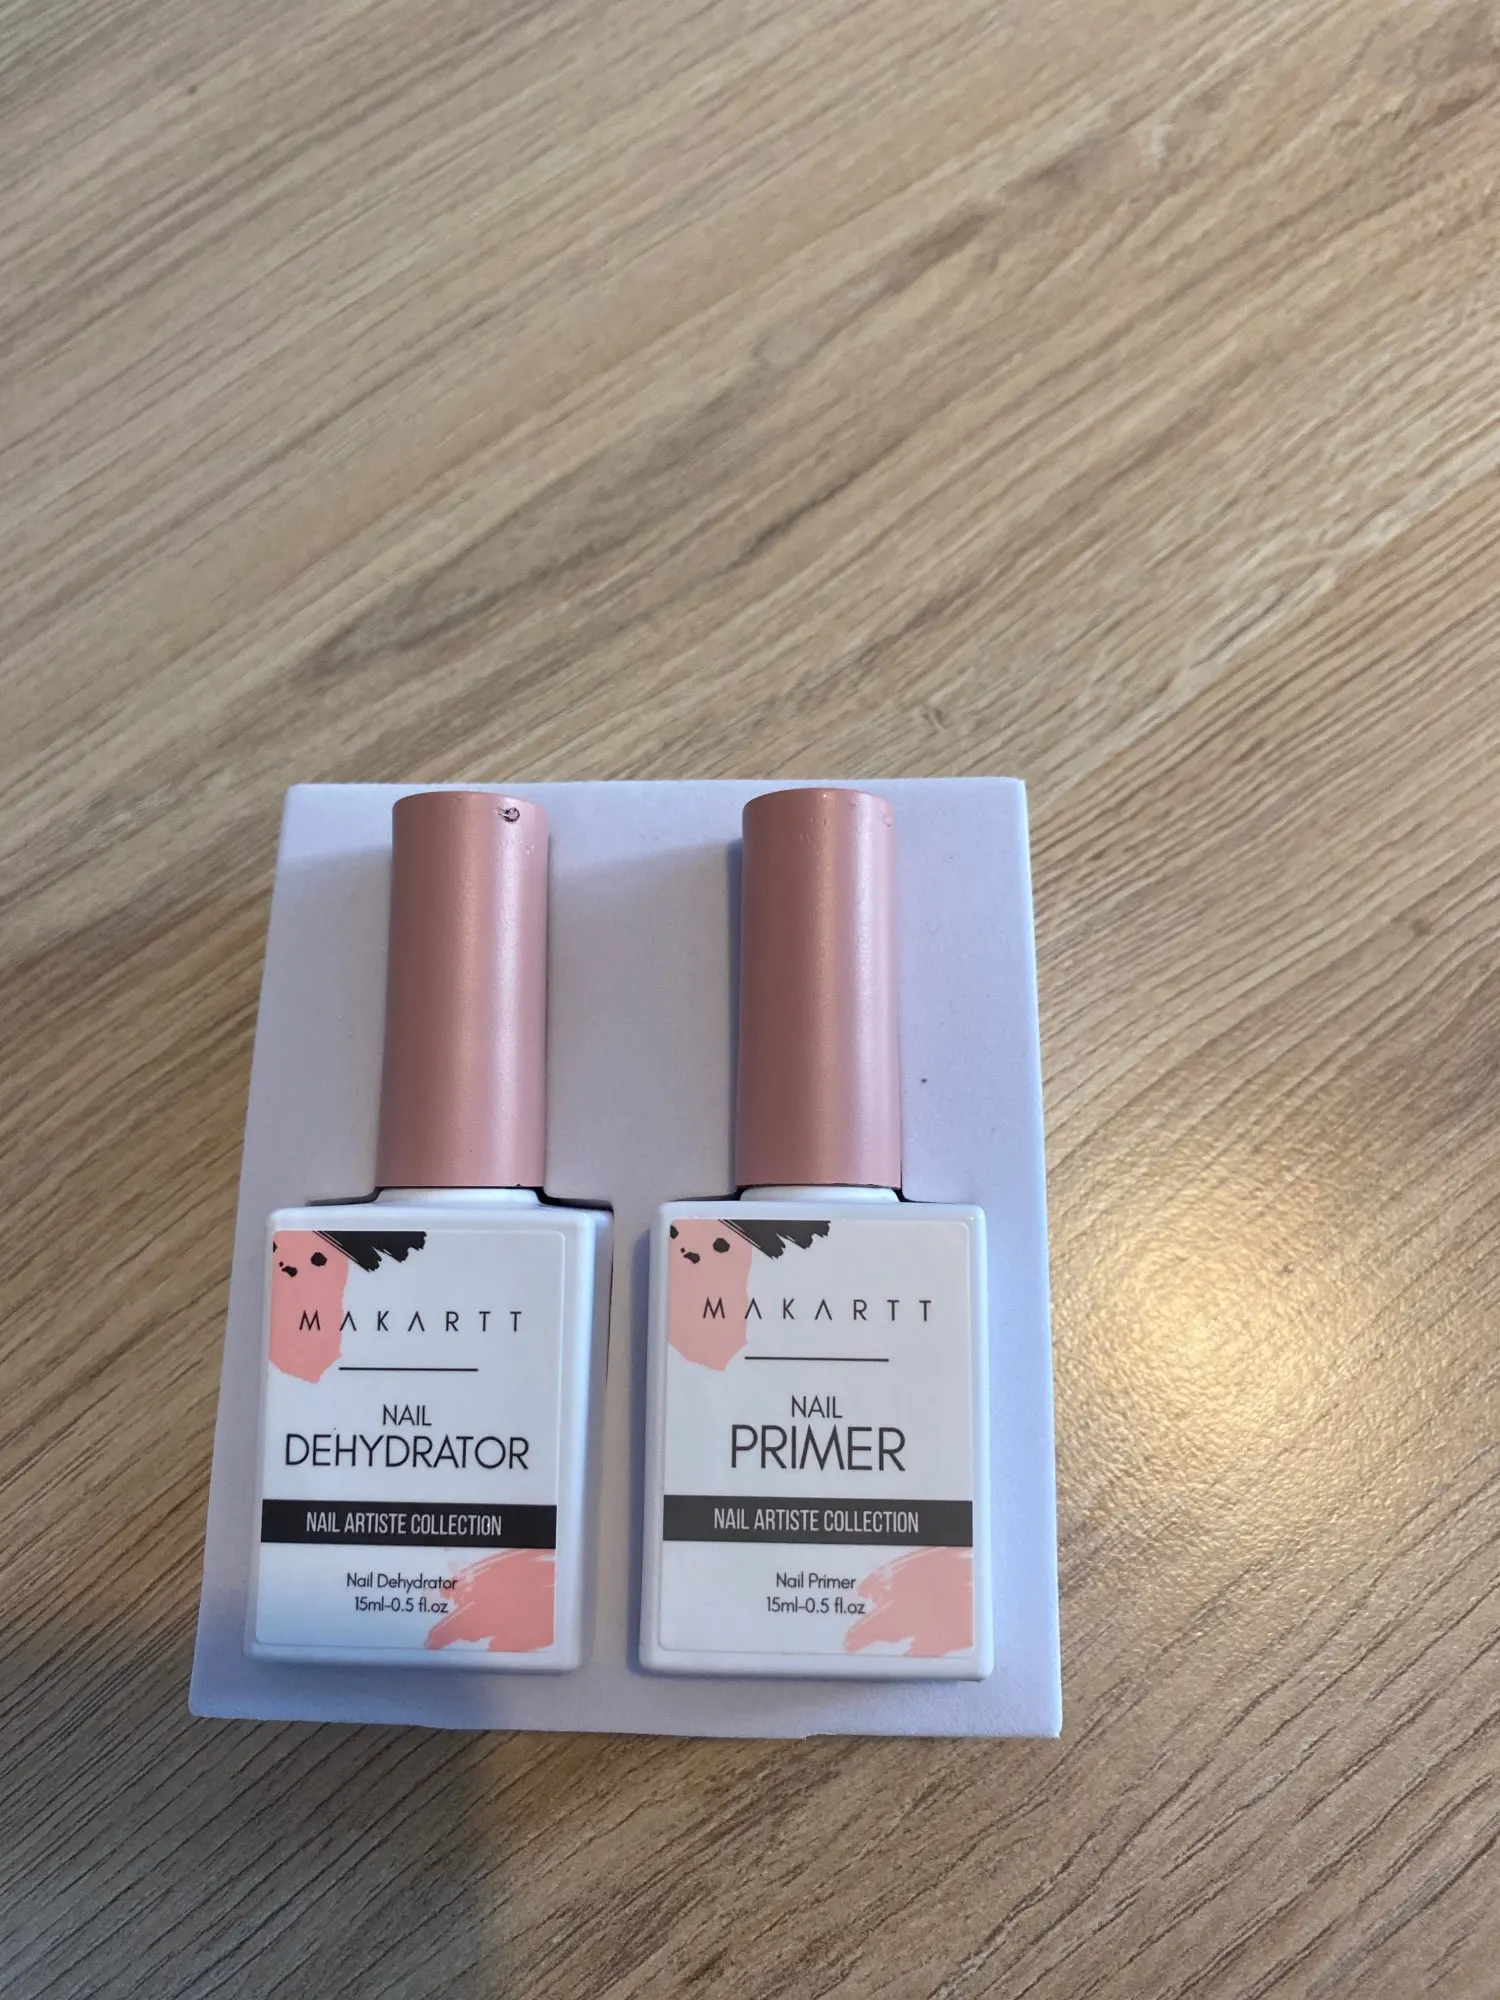 MAKARTT
NAIL
DEHYDRATOR
NAIL ARTISTE COLLECTION
Nail Dehydrator
15ml-0.5 fl.oz
MAKARTT
NAIL
PRIMER
NAIL ARTISTE COLLECTION
Nail Primer
15ml-0.5 fl.oz